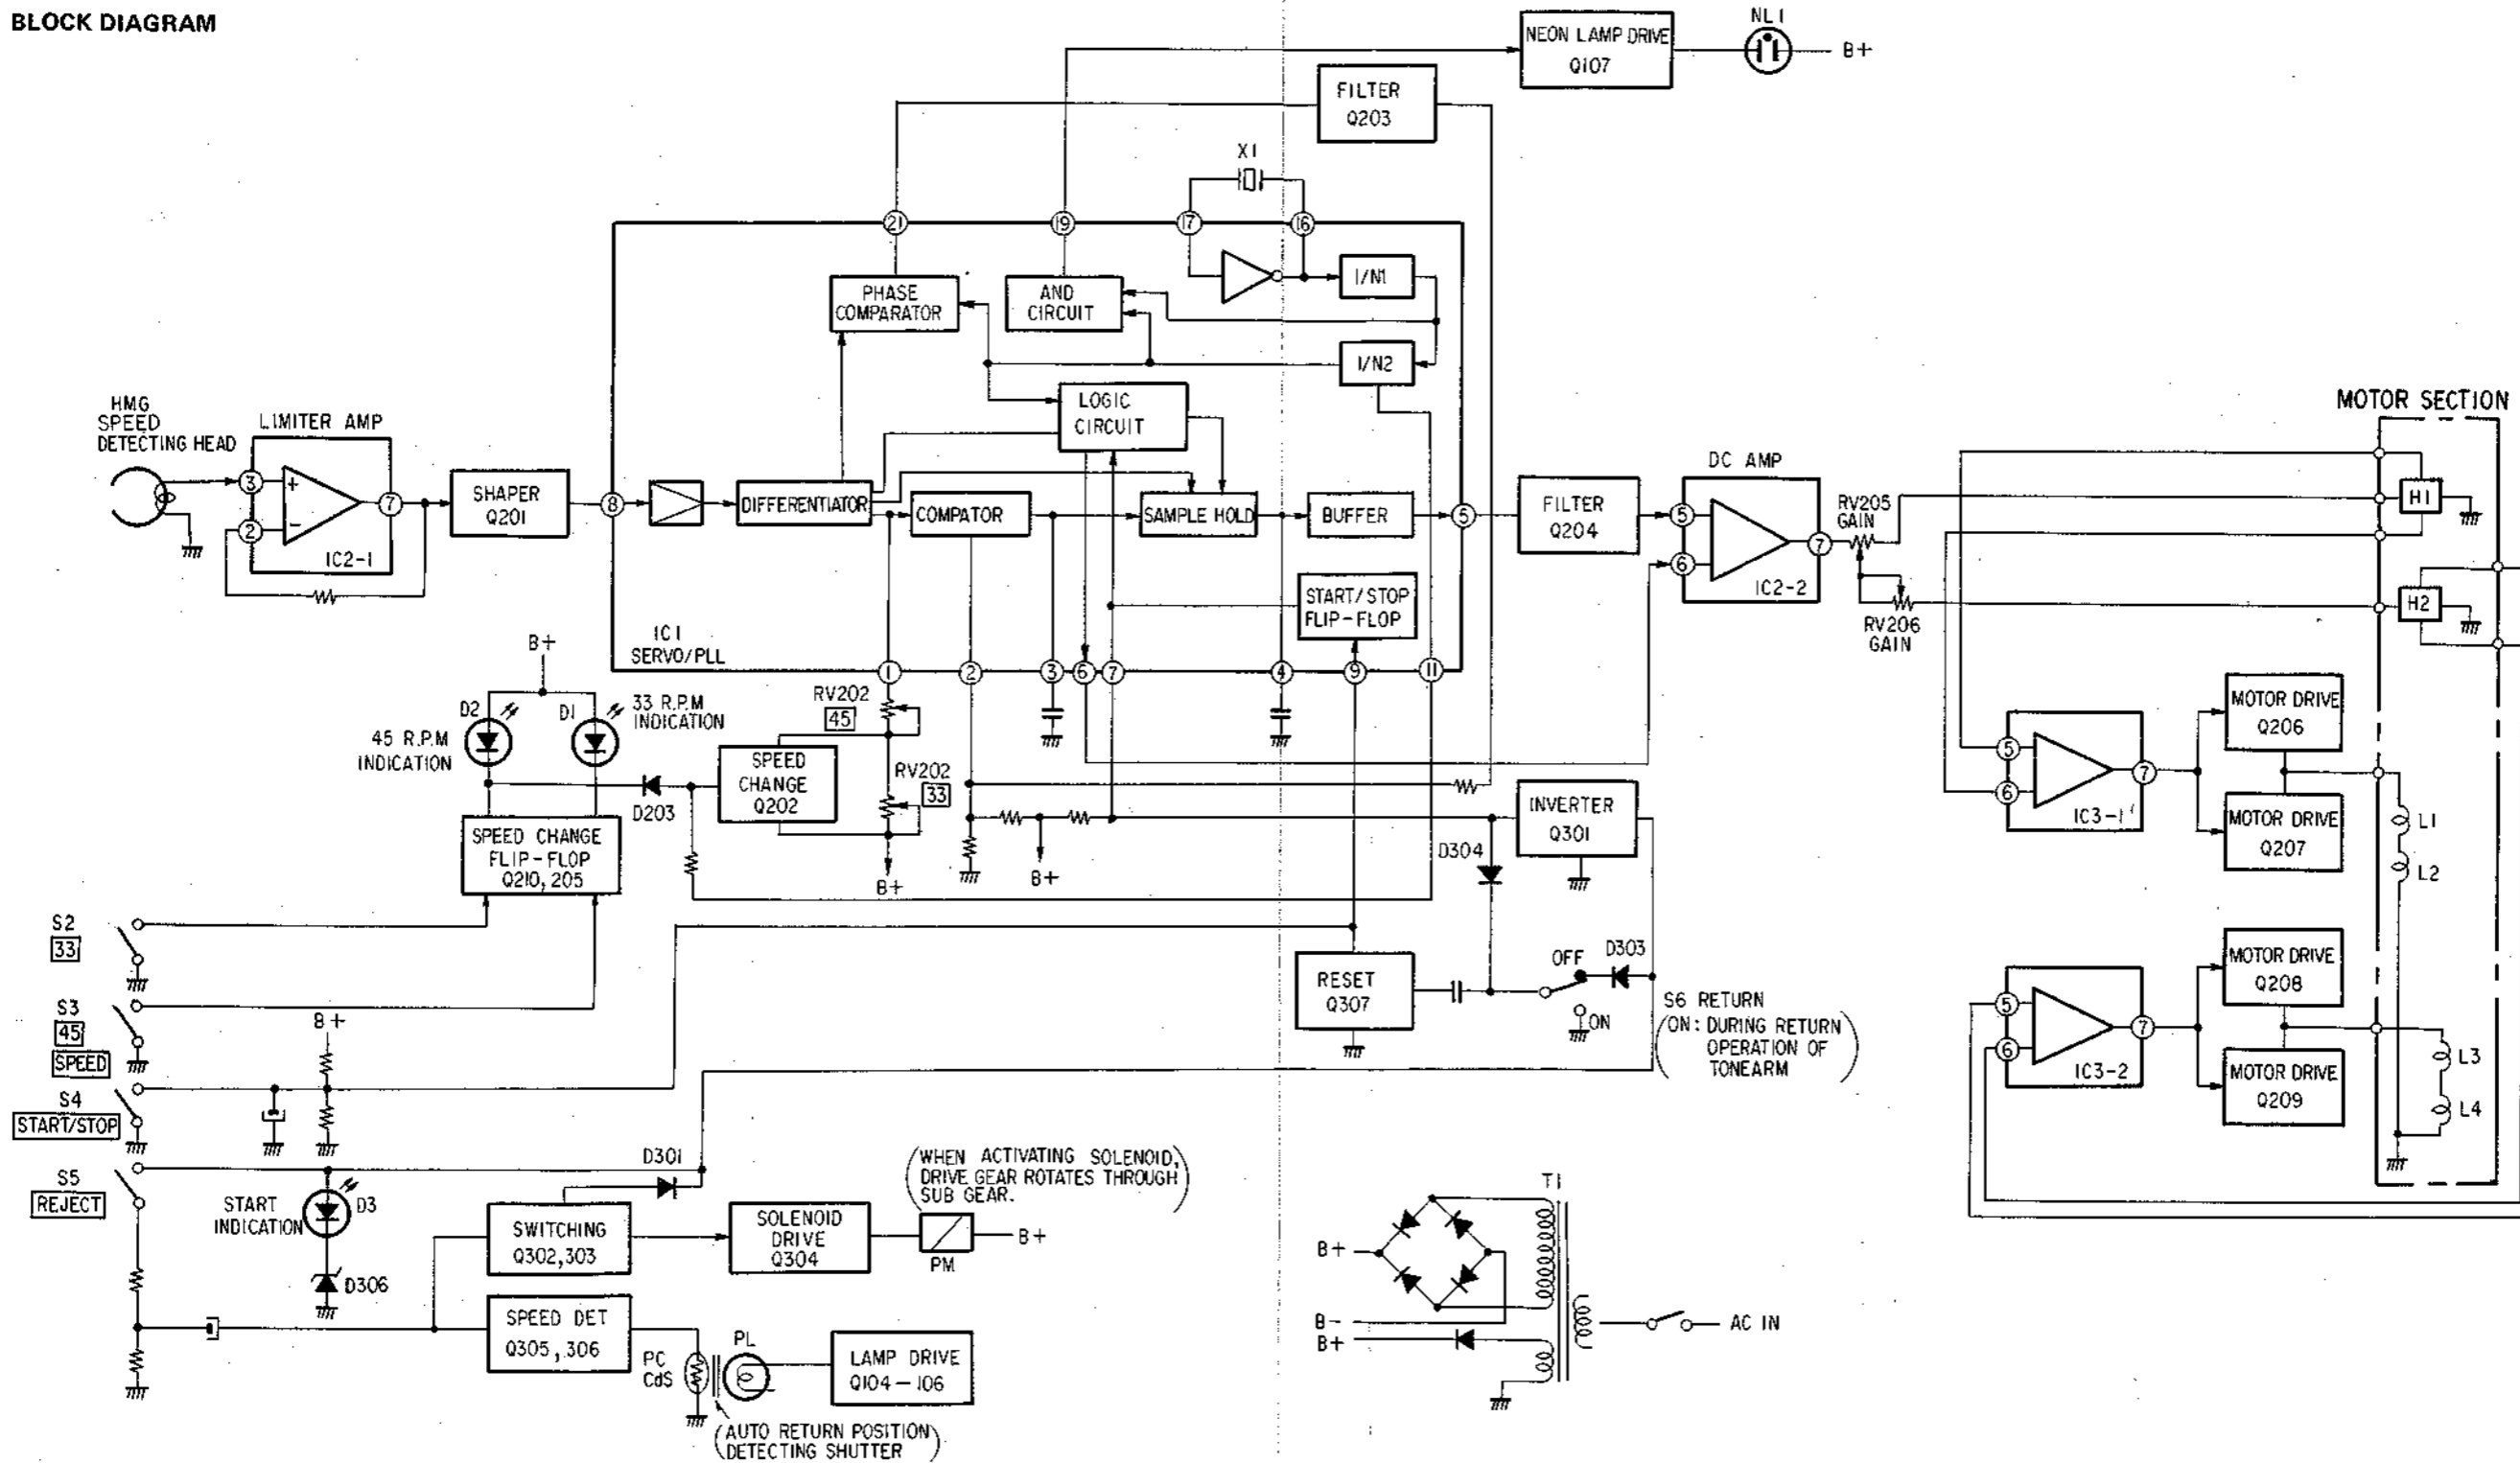 BLOCK DIAGRAM
NEON LAMP DRIVE
Q107
NL1
B+
FILTER
Q203
X1
21
19
17
16
PHASE
COMPARATOR
AND
CIRCUIT
1/N1
1/N2
LOGIC
CIRCUIT
HMG
SPEED
DETECTING HEAD
LIMITER AMP
3
+
2
−
7
IC2-1
SHAPER
Q201
8
DIFFERENTIATOR
COMPATOR
SAMPLE HOLD
BUFFER
5
START/STOP
FLIP-FLOP
IC1
SERVO/PLL
1
2
3
6
7
4
9
11
FILTER
Q204
DC AMP
5
6
7
IC2-2
RV205
GAIN
RV206
GAIN
MOTOR SECTION
H1
H2
B+
D2
D1
33 R.P.M
INDICATION
45 R.P.M
INDICATION
D203
RV202
45
SPEED
CHANGE
Q202
RV202
33
B+
B+
SPEED CHANGE
FLIP-FLOP
Q210, 205
INVERTER
Q301
D304
5
6
7
IC3-1
MOTOR DRIVE
Q206
MOTOR DRIVE
Q207
L1
L2
S2
33
S3
45
SPEED
B+
S4
START/STOP
S5
REJECT
RESET
Q307
OFF
D303
ON
S6 RETURN
(ON: DURING RETURN
OPERATION OF
TONEARM)
5
6
7
IC3-2
MOTOR DRIVE
Q208
MOTOR DRIVE
Q209
L3
L4
START
INDICATION
D3
D306
D301
SWITCHING
Q302,303
SOLENOID
DRIVE
Q304
(WHEN ACTIVATING SOLENOID,
DRIVE GEAR ROTATES THROUGH
SUB GEAR.)
PM
B+
SPEED DET
Q305, 306
PC
CdS
PL
LAMP DRIVE
Q104—106
(AUTO RETURN POSITION
DETECTING SHUTTER)
T1
B+
B-
B+
AC IN